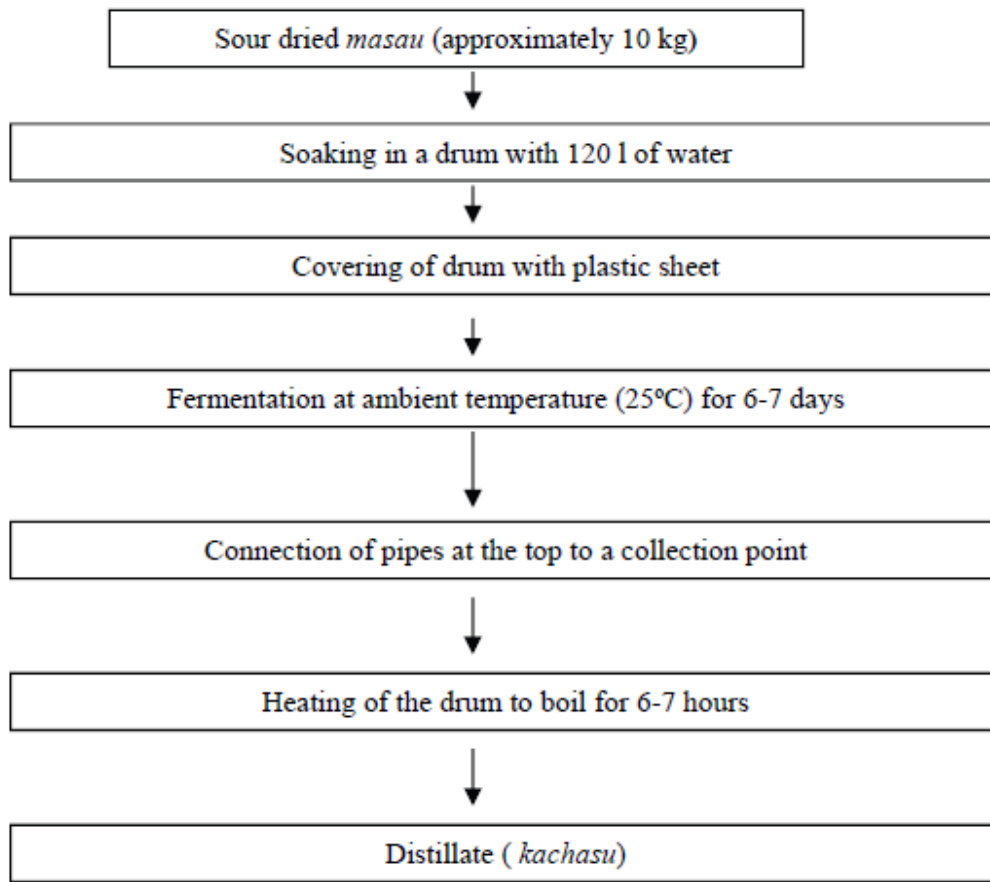 Sour dried masau (approximately 10 kg)
Soaking in a drum with 120 l of water
Covering of drum with plastic sheet
Fermentation at ambient temperature (25ºC) for 6-7 days
Connection of pipes at the top to a collection point
Heating of the drum to boil for 6-7 hours
Distillate ( kachasu)